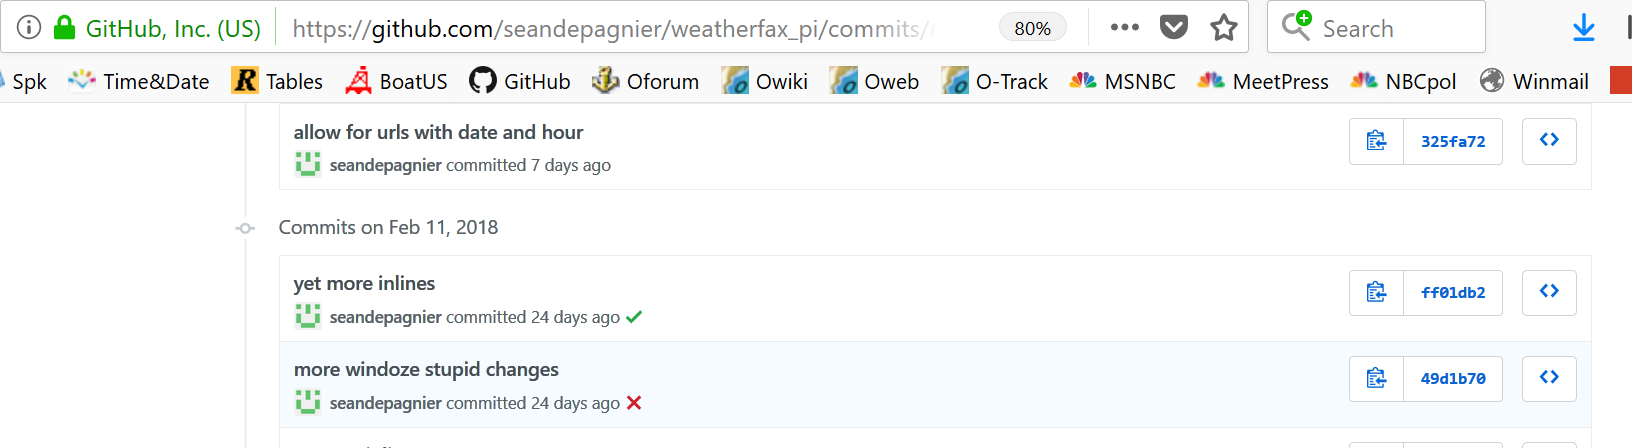 GitHub, Inc. (US) https://github.com/seandepagnier/weatherfax_pi/commits/ 80% Search
Spk Time&Date Tables BoatUS GitHub Oforum Owiki Oweb O-Track MSNBC MeetPress NBCpol Winmail
allow for urls with date and hour
325fa72
seandepagnier committed 7 days ago
Commits on Feb 11, 2018
yet more inlines
ff01db2
seandepagnier committed 24 days ago
more windoze stupid changes
49d1b70
seandepagnier committed 24 days ago